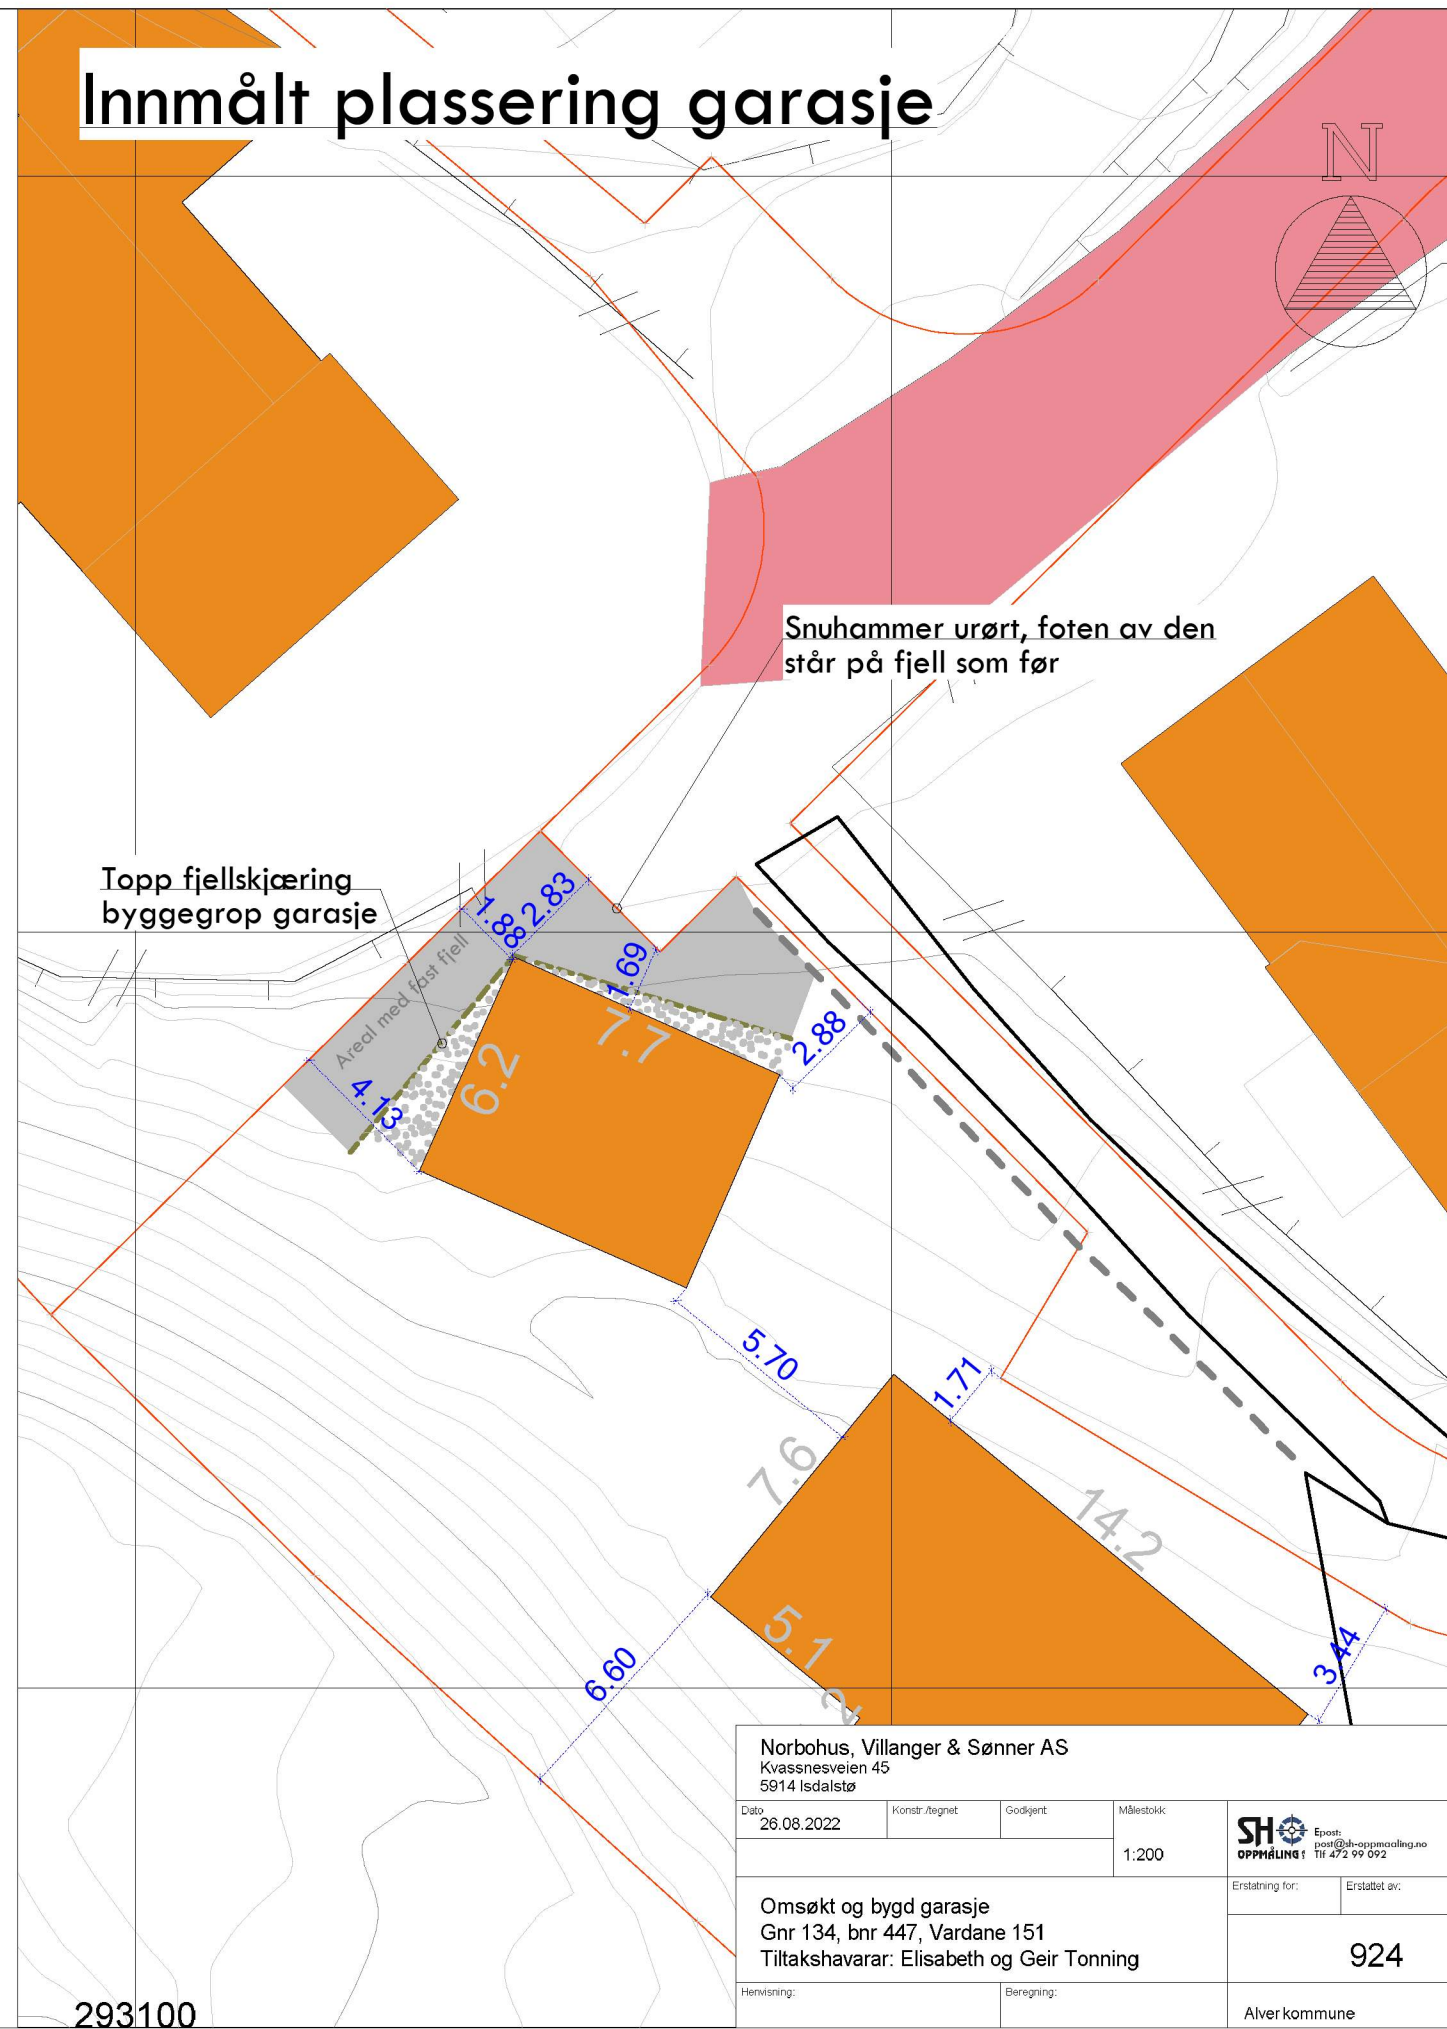 Innmålt plassering garasje
N
Snuhammer urørt, foten av den
står på fjell som før
Topp fjellskjæring
byggegrop garasje
Areal med fast fjell
1.88
2.83
1.69
7.7
6.2
4.13
2.88
5.70
1.71
7.6
14.2
5.1
6.60
3.44
293100
Norbohus, Villanger & Sønner AS
Kvassnesveien 45
5914 Isdalstø
Dato
26.08.2022
Konstr./tegnet
Godkjent
Målestokk
1:200
SH
OPPMÅLING
Epost:
post@sh-oppmaaling.no
Tlf 472 99 092
Omsøkt og bygd garasje
Gnr 134, bnr 447, Vardane 151
Tiltakshavarar: Elisabeth og Geir Tonning
Erstatning for:
Erstattet av:
924
Henvisning:
Beregning:
Alver kommune